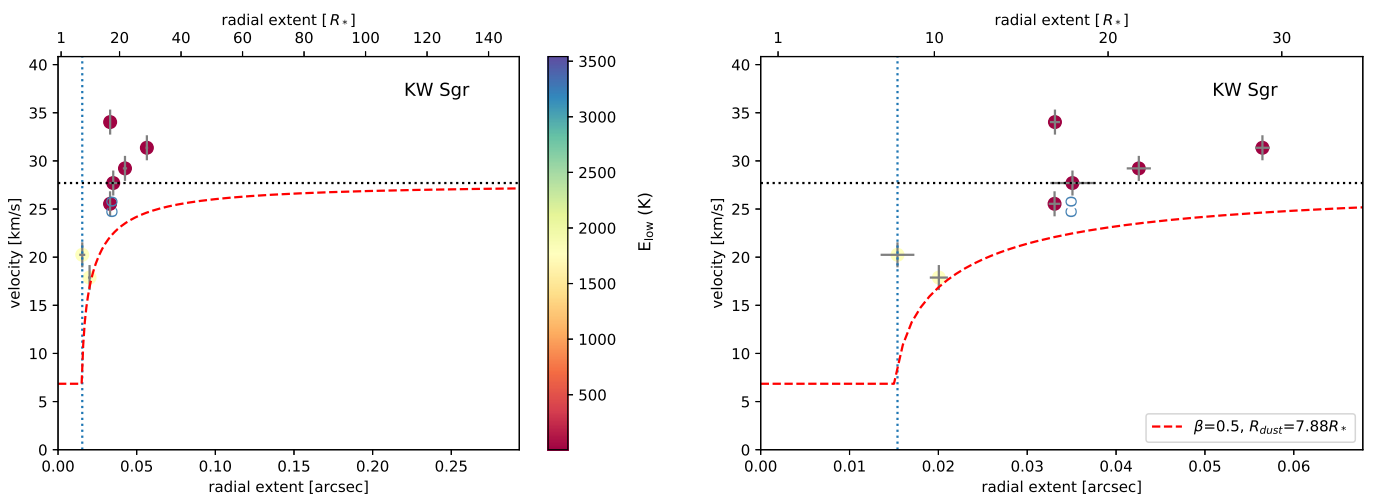 radial extent [ R* ]
1 20 40 60 80 100 120 140
40
35
30
25
20
15
10
5
0
velocity [km/s]
KW Sgr
CO
0.00 0.05 0.10 0.15 0.20 0.25
radial extent [arcsec]
3500
3000
2500
2000
1500
1000
500
Elow (K)
radial extent [ R* ]
1 10 20 30
40
35
30
25
20
15
10
5
0
velocity [km/s]
KW Sgr
CO
β=0.5, Rdust=7.88R*
0.00 0.01 0.02 0.03 0.04 0.05 0.06
radial extent [arcsec]